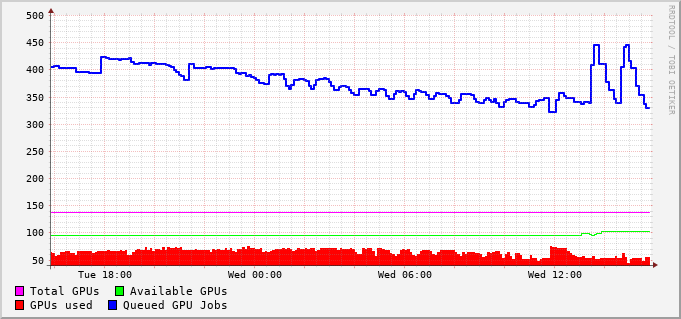 500
450
400
350
300
250
200
150
100
50
Tue 18:00 Wed 00:00 Wed 06:00 Wed 12:00
Total GPUs Available GPUs
GPUs used Queued GPU Jobs
RRDTOOL / TOBI OETIKER